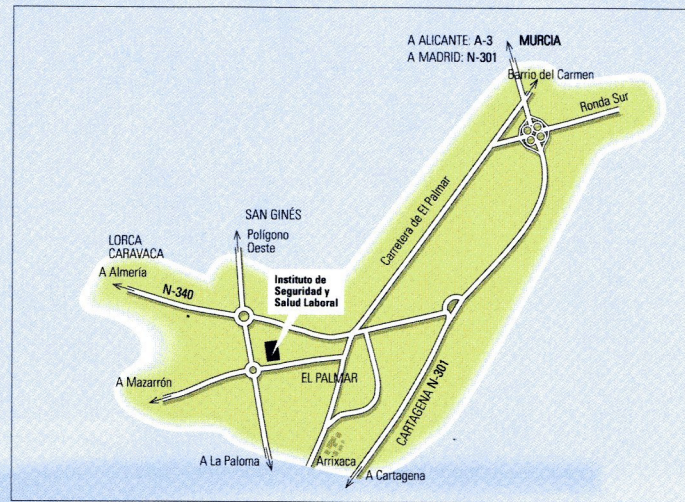 A ALICANTE: A-3 MURCIA
A MADRID: N-301
Barrio del Carmen
Ronda Sur
Carretera de El Palmar
SAN GINÉS
Polígono
Oeste
LORCA
CARAVACA
A Almería
N-340
Instituto de
Seguridad y
Salud Laboral
A Mazarrón
EL PALMAR
CARTAGENA N-301
A La Paloma
Arrixaca
A Cartagena